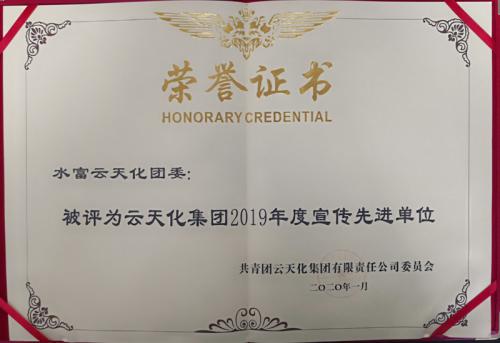 荣誉证书
HONORARY CREDENTIAL
水富云天化团委：
被评为云天化集团2019年度宣传先进单位
共青团云天化集团有限责任公司委员会
二〇二〇年一月